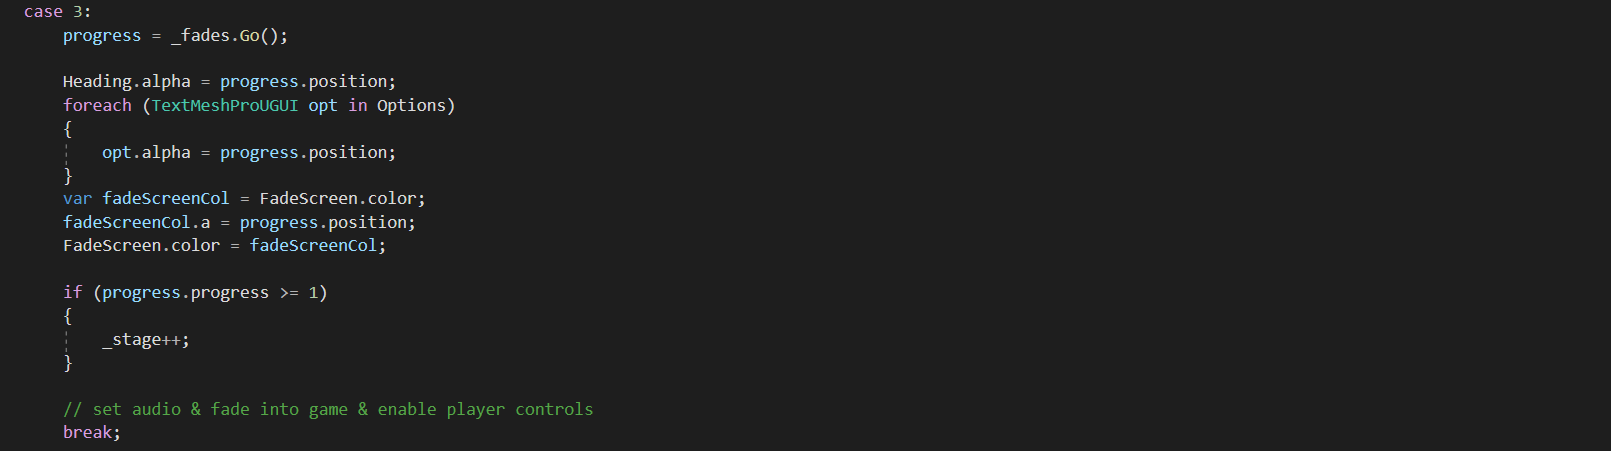 case 3:
progress = _fades.Go();
Heading.alpha = progress.position;
foreach (TextMeshProUGUI opt in Options)
{
opt.alpha = progress.position;
}
var fadeScreenCol = FadeScreen.color;
fadeScreenCol.a = progress.position;
FadeScreen.color = fadeScreenCol;
if (progress.progress >= 1)
{
_stage++;
}
// set audio & fade into game & enable player controls
break;